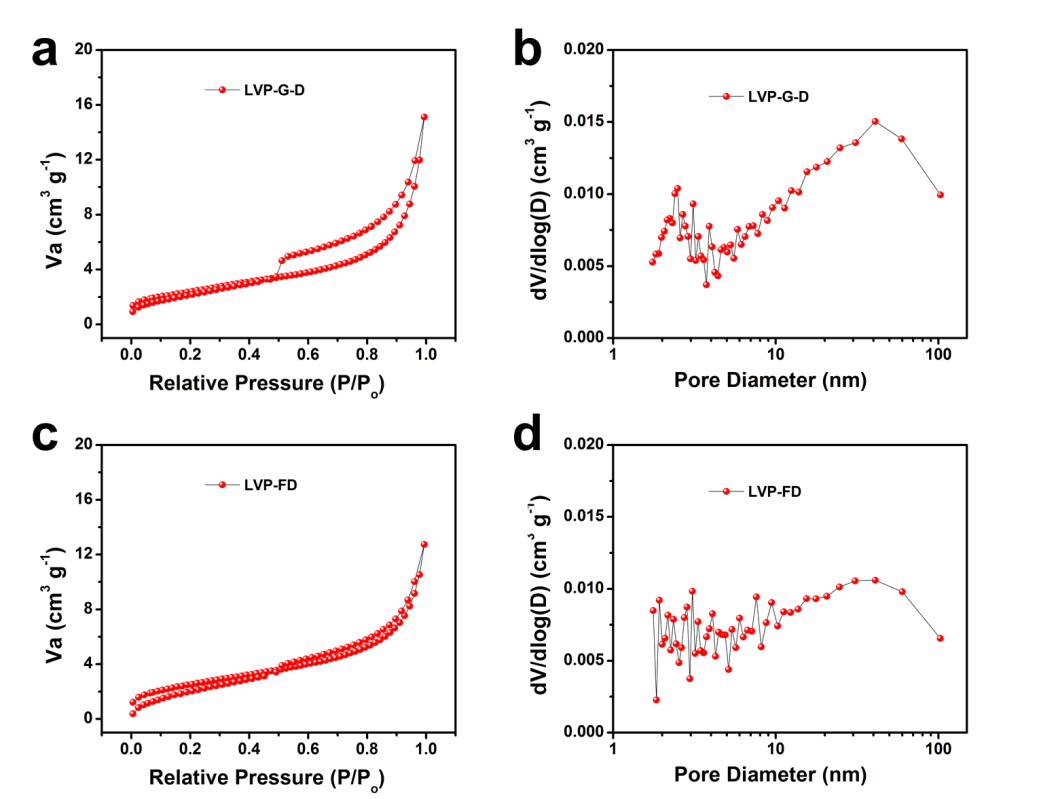 a
20
16
12
8
4
0
Va (cm³ g⁻¹)
LVP-G-D
0.0 0.2 0.4 0.6 0.8 1.0
Relative Pressure (P/Pₒ)
b
0.020
0.015
0.010
0.005
0.000
dV/dlog(D) (cm³ g⁻¹)
LVP-G-D
1 10 100
Pore Diameter (nm)
c
20
16
12
8
4
0
Va (cm³ g⁻¹)
LVP-FD
0.0 0.2 0.4 0.6 0.8 1.0
Relative Pressure (P/Pₒ)
d
0.020
0.015
0.010
0.005
0.000
dV/dlog(D) (cm³ g⁻¹)
LVP-FD
1 10 100
Pore Diameter (nm)